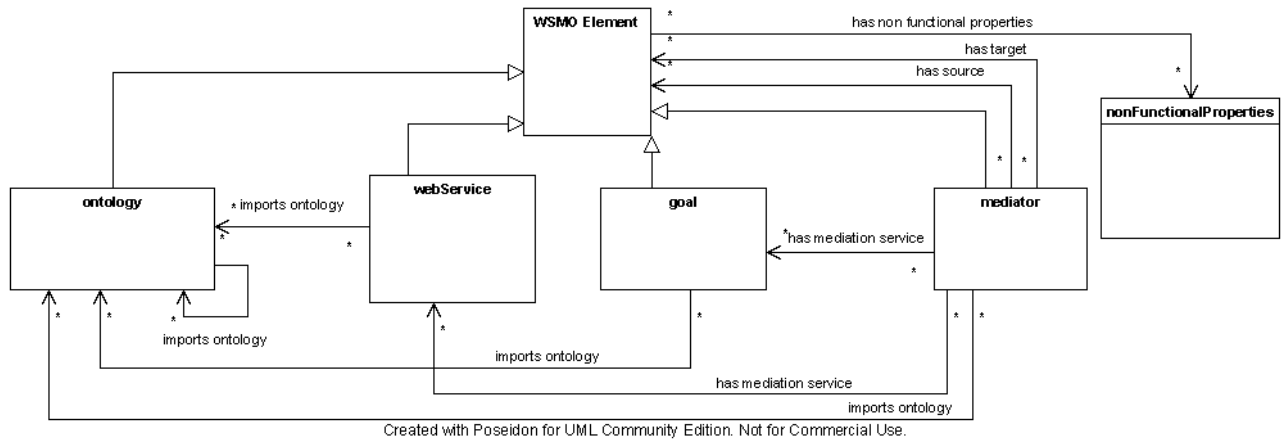 WSMO Element
*
has non functional properties
*
has target
*
has source
*
nonFunctionalProperties
*
*
ontology
webService
goal
mediator
* imports ontology
*
*
*
has mediation service
*
*
*
*
*
*
*
*
imports ontology
imports ontology
has mediation service
imports ontology
Created with Poseidon for UML Community Edition. Not for Commercial Use.